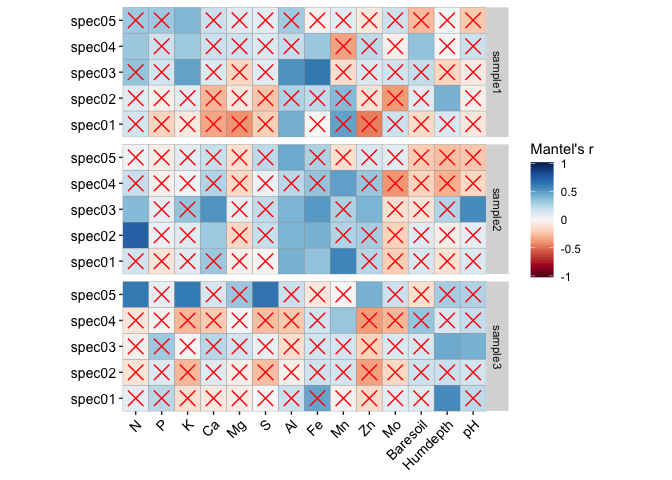 spec05
spec04
spec03
spec02
spec01
sample1
spec05
spec04
spec03
spec02
spec01
sample2
spec05
spec04
spec03
spec02
spec01
sample3
N P K Ca Mg S Al Fe Mn Zn Mo Baresoil Humdepth pH
Mantel's r
1
0.5
0
-0.5
-1